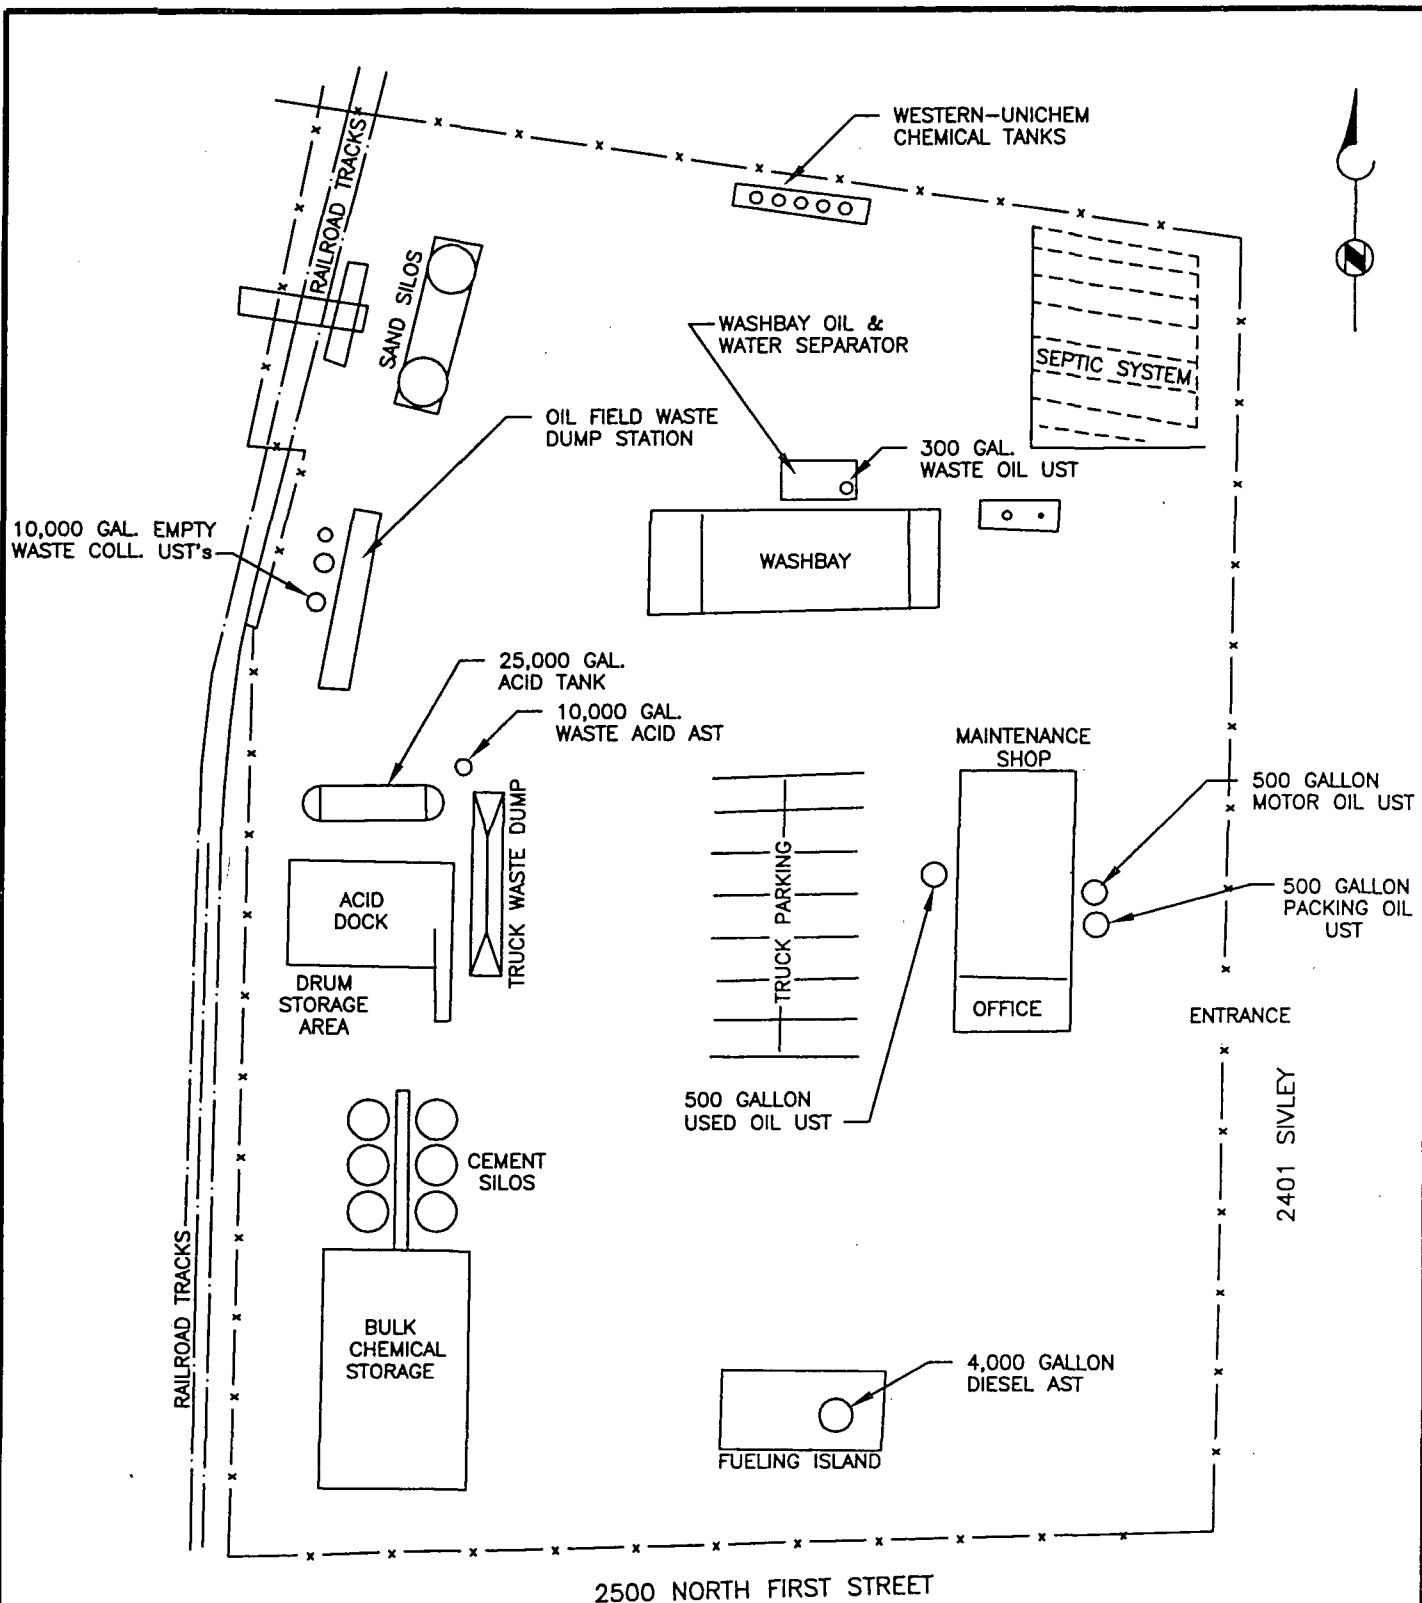 WESTERN-UNICHEM
CHEMICAL TANKS
RAILROAD TRACKS
SAND SILOS
WASHBAY OIL &
WATER SEPARATOR
SEPTIC SYSTEM
OIL FIELD WASTE
DUMP STATION
300 GAL.
WASTE OIL UST
10,000 GAL. EMPTY
WASTE COLL. UST's
WASHBAY
25,000 GAL.
ACID TANK
10,000 GAL.
WASTE ACID AST
MAINTENANCE
SHOP
500 GALLON
MOTOR OIL UST
TRUCK WASTE DUMP
TRUCK PARKING
ACID
DOCK
500 GALLON
PACKING OIL
UST
DRUM
STORAGE
AREA
OFFICE
ENTRANCE
500 GALLON
USED OIL UST
2401 SIVLEY
CEMENT
SILOS
RAILROAD TRACKS
BULK
CHEMICAL
STORAGE
4,000 GALLON
DIESEL AST
FUELING ISLAND
2500 NORTH FIRST STREET
N